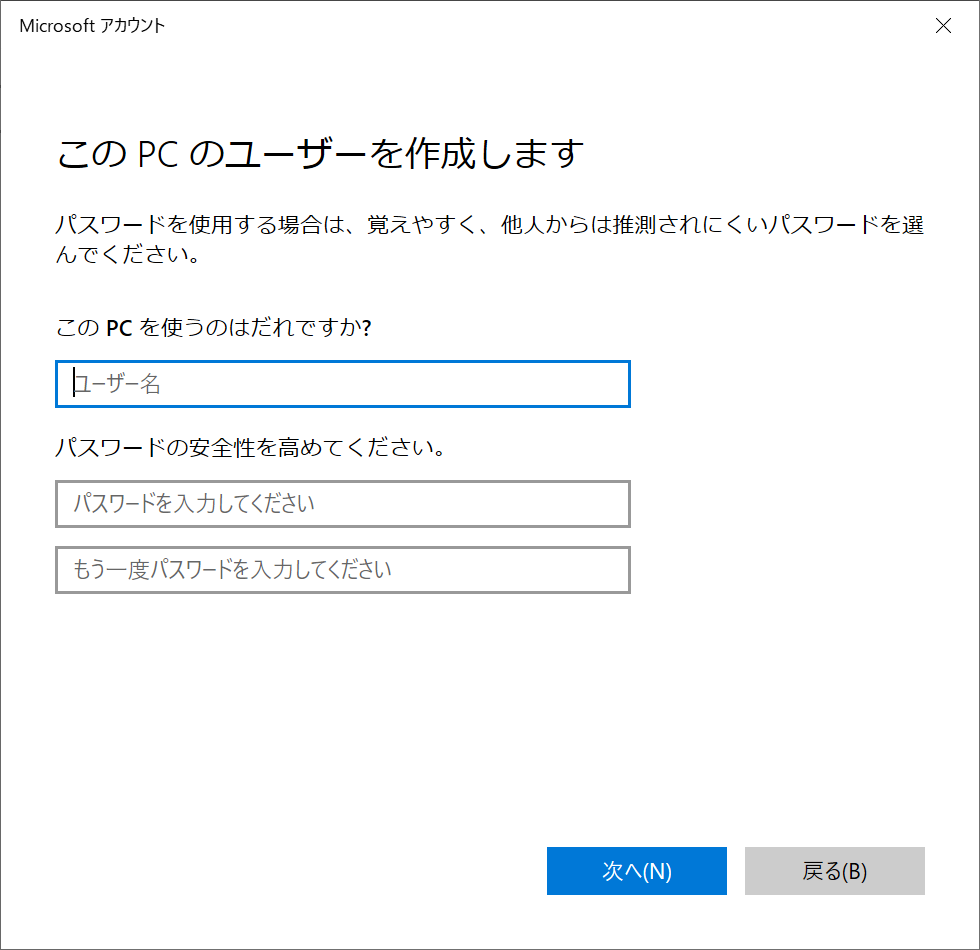 Microsoft アカウント
この PC のユーザーを作成します
パスワードを使用する場合は、覚えやすく、他人からは推測されにくいパスワードを選
んでください。
この PC を使うのはだれですか?
ユーザー名
パスワードの安全性を高めてください。
パスワードを入力してください
もう一度パスワードを入力してください
次へ(N)
戻る(B)